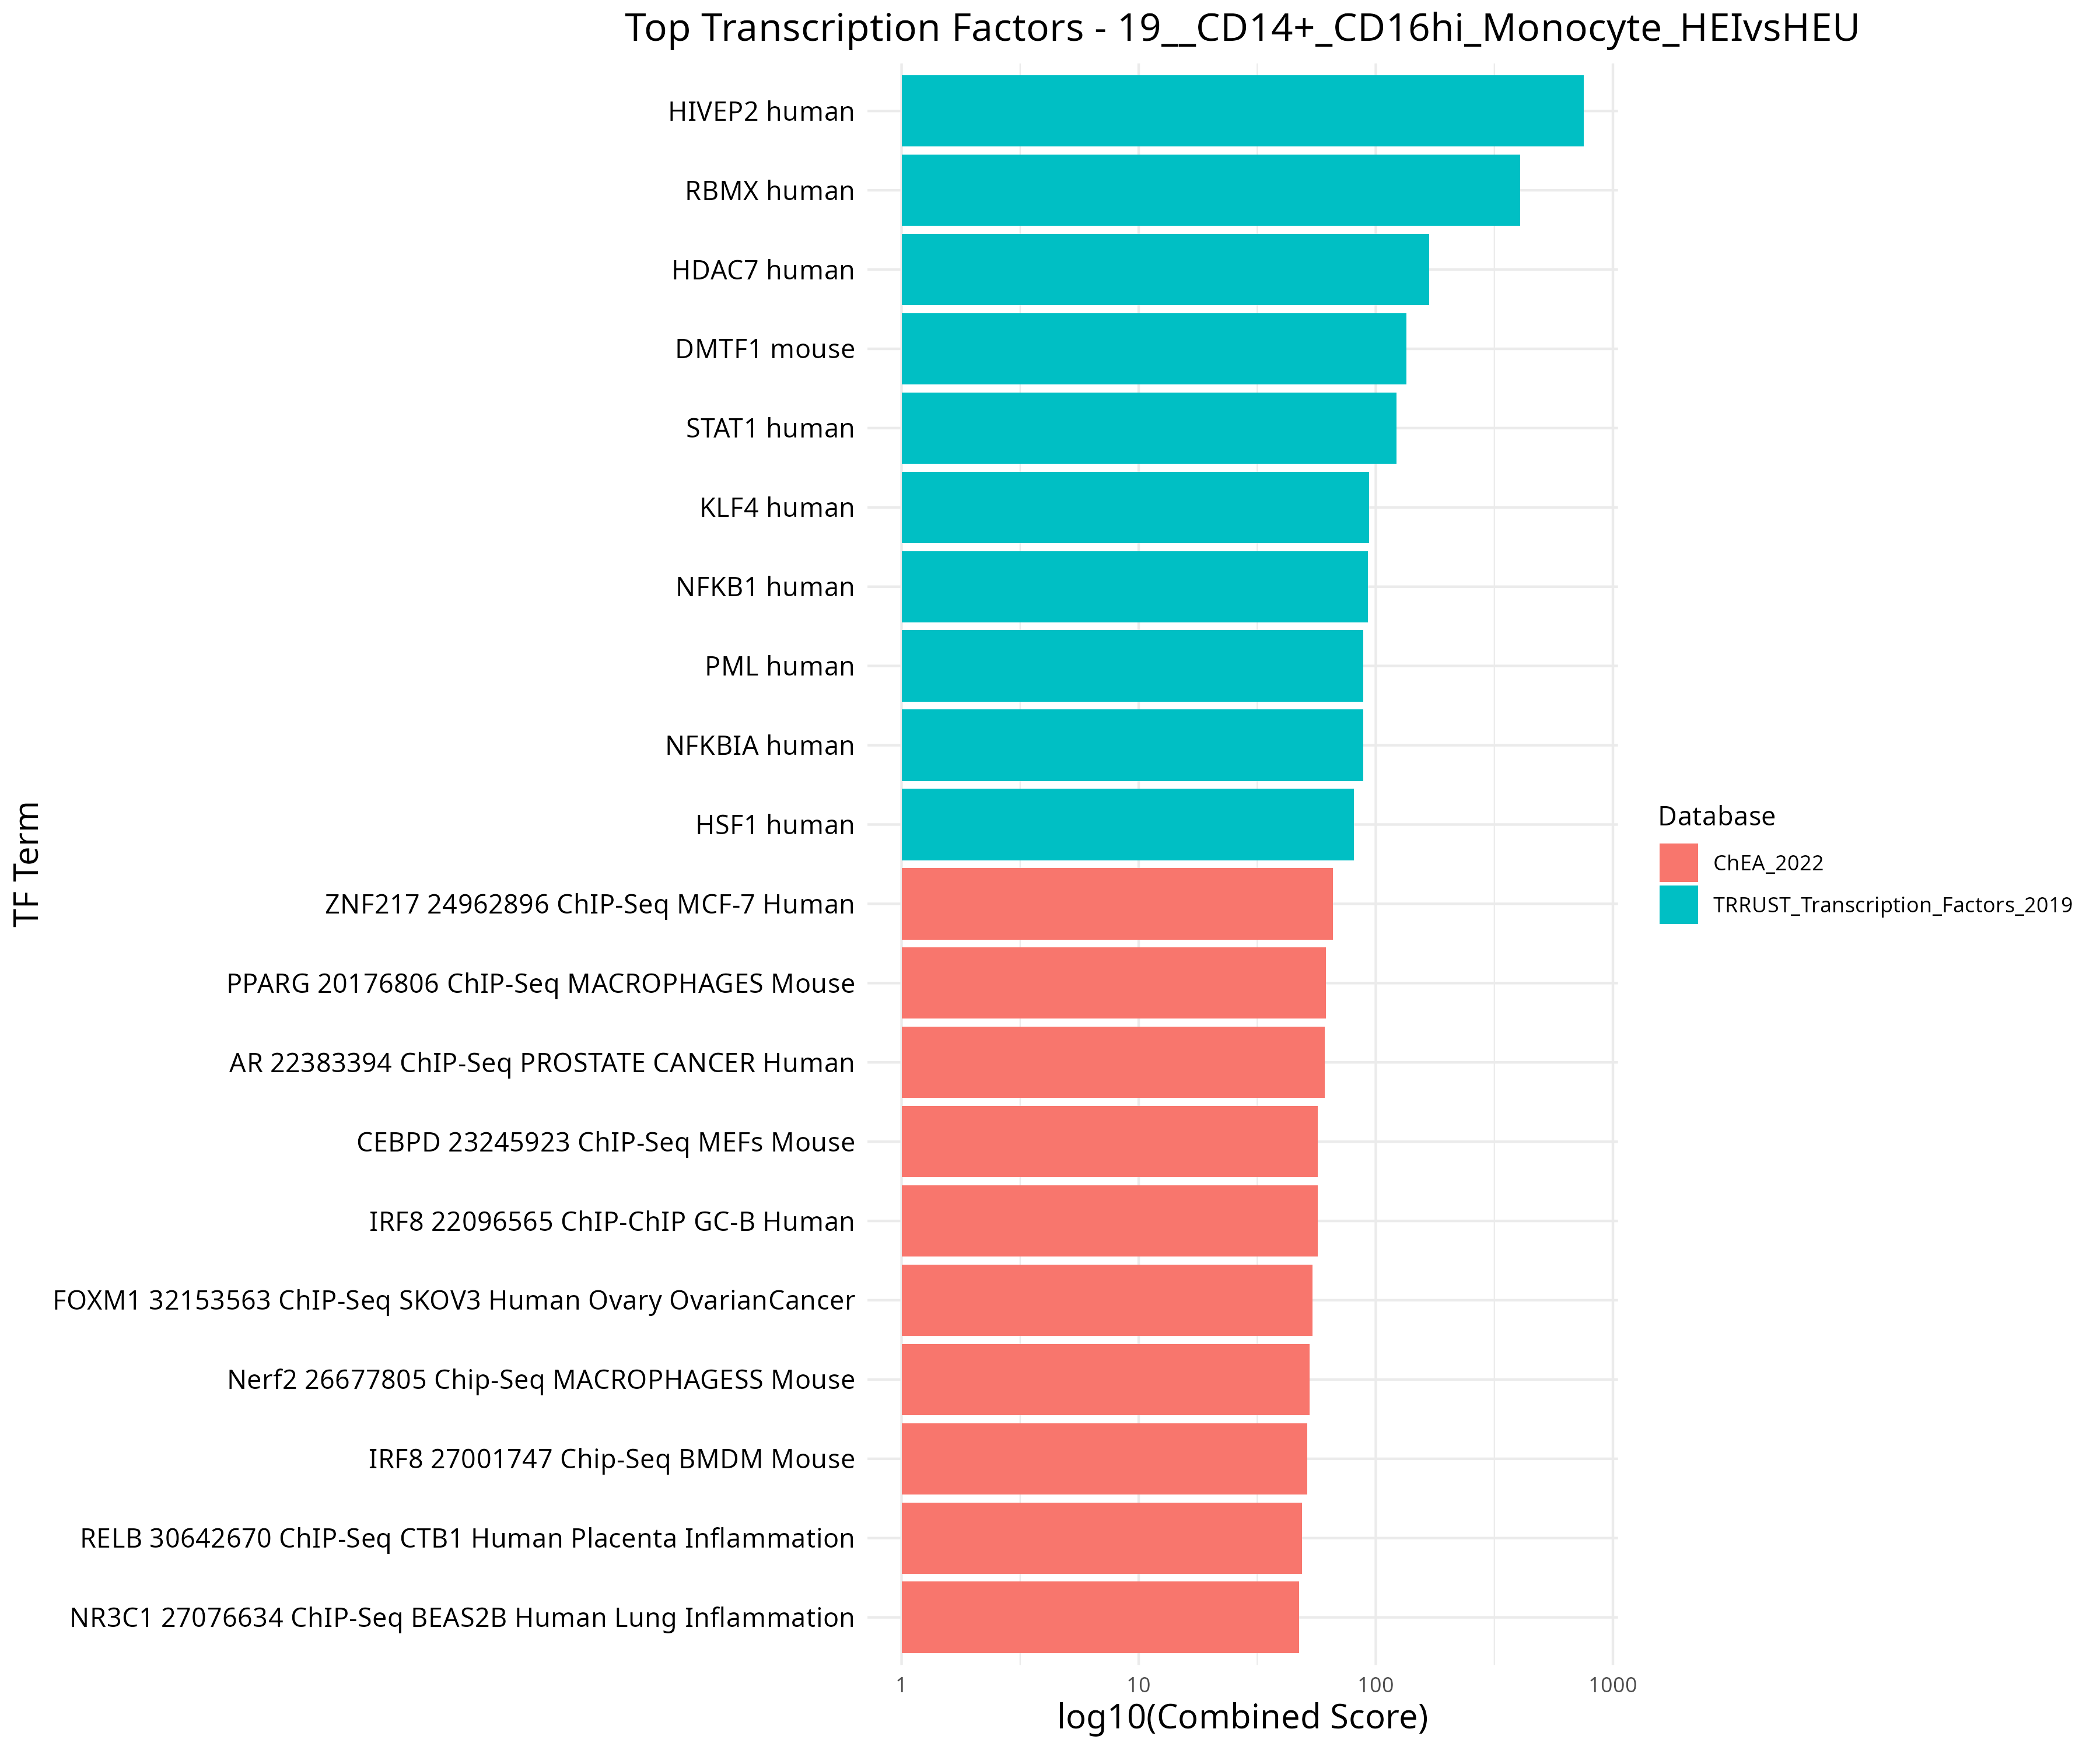 Top Transcription Factors - 19__CD14+_CD16hi_Monocyte_HEIvsHEU
TF Term
HIVEP2 human
RBMX human
HDAC7 human
DMTF1 mouse
STAT1 human
KLF4 human
NFKB1 human
PML human
NFKBIA human
HSF1 human
ZNF217 24962896 ChIP-Seq MCF-7 Human
PPARG 20176806 ChIP-Seq MACROPHAGES Mouse
AR 22383394 ChIP-Seq PROSTATE CANCER Human
CEBPD 23245923 ChIP-Seq MEFs Mouse
IRF8 22096565 ChIP-ChIP GC-B Human
FOXM1 32153563 ChIP-Seq SKOV3 Human Ovary OvarianCancer
Nerf2 26677805 Chip-Seq MACROPHAGESS Mouse
IRF8 27001747 Chip-Seq BMDM Mouse
RELB 30642670 ChIP-Seq CTB1 Human Placenta Inflammation
NR3C1 27076634 ChIP-Seq BEAS2B Human Lung Inflammation
1 10 100 1000
log10(Combined Score)
Database
ChEA_2022
TRRUST_Transcription_Factors_2019